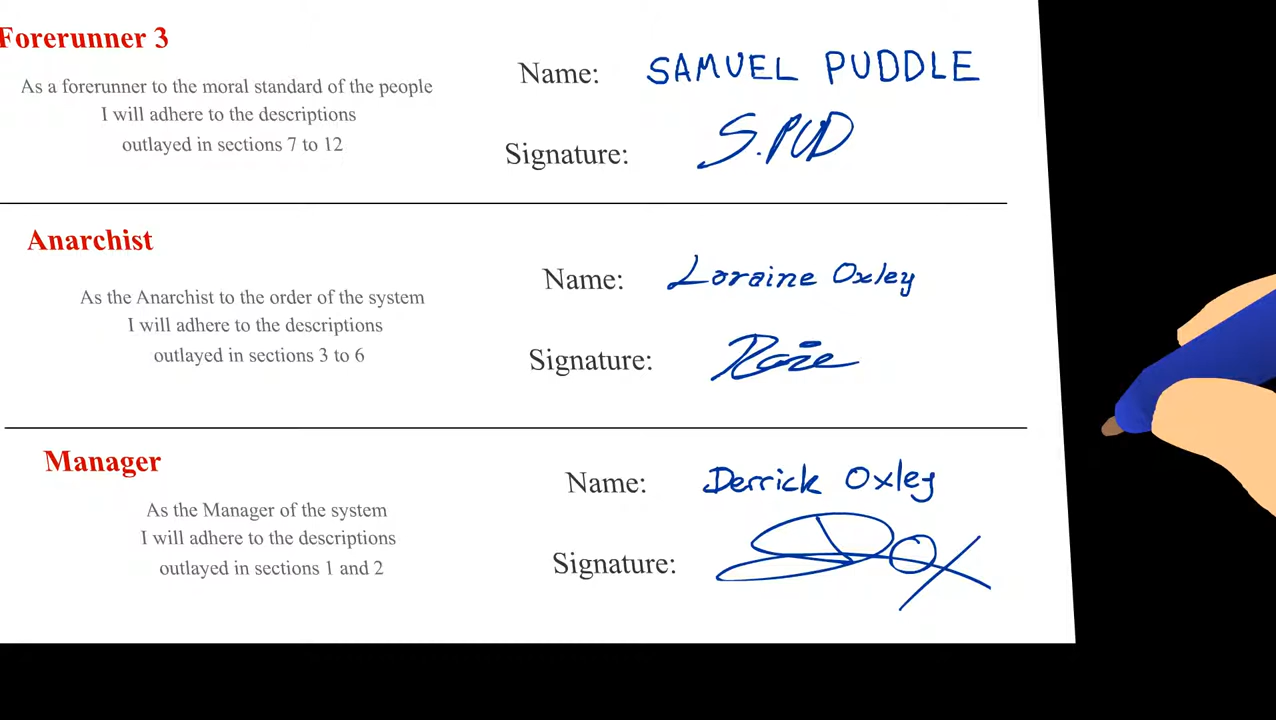 Forerunner 3
As a forerunner to the moral standard of the people
I will adhere to the descriptions
outlayed in sections 7 to 12
Name: SAMUEL PUDDLE
Signature: S.PUD
Anarchist
As the Anarchist to the order of the system
I will adhere to the descriptions
outlayed in sections 3 to 6
Name: Loraine Oxley
Signature:
Manager
As the Manager of the system
I will adhere to the descriptions
outlayed in sections 1 and 2
Name: Derrick Oxley
Signature: DOX